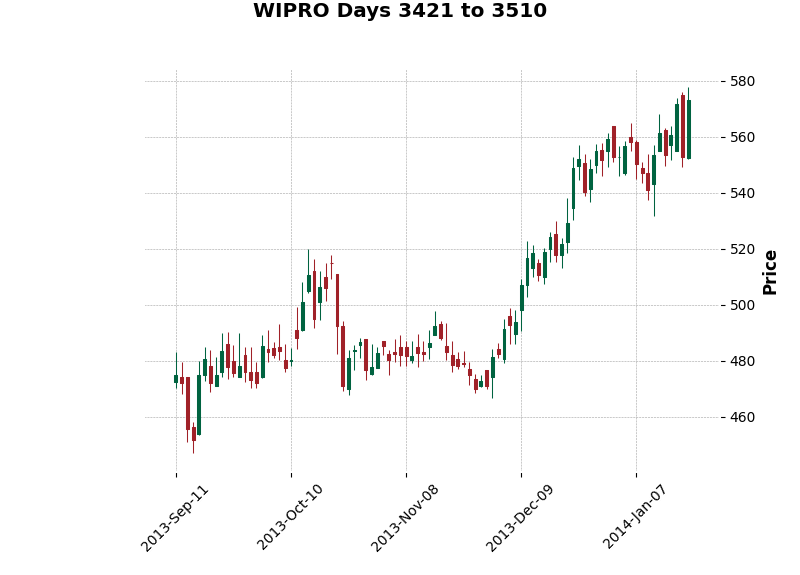 WIPRO Days 3421 to 3510
580
560
540
520
500
480
460
Price
2013-Sep-11
2013-Oct-10
2013-Nov-08
2013-Dec-09
2014-Jan-07